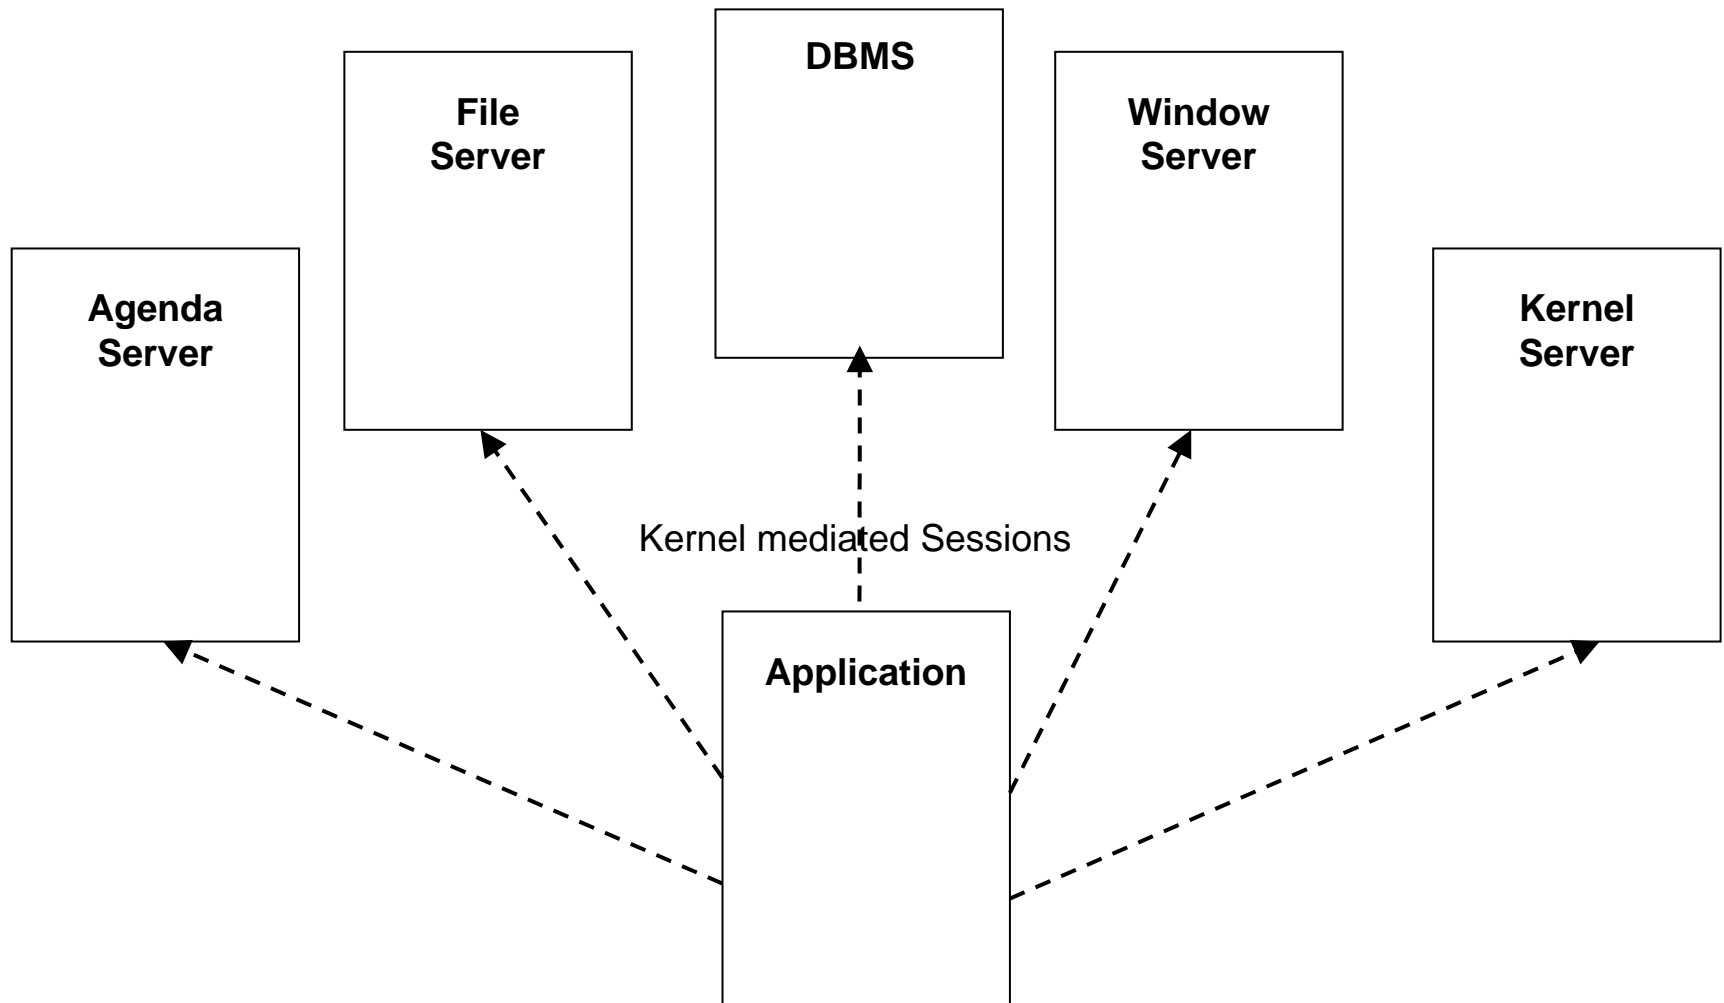 DBMS
File
Server
Window
Server
Agenda
Server
Kernel
Server
Kernel mediated Sessions
Application